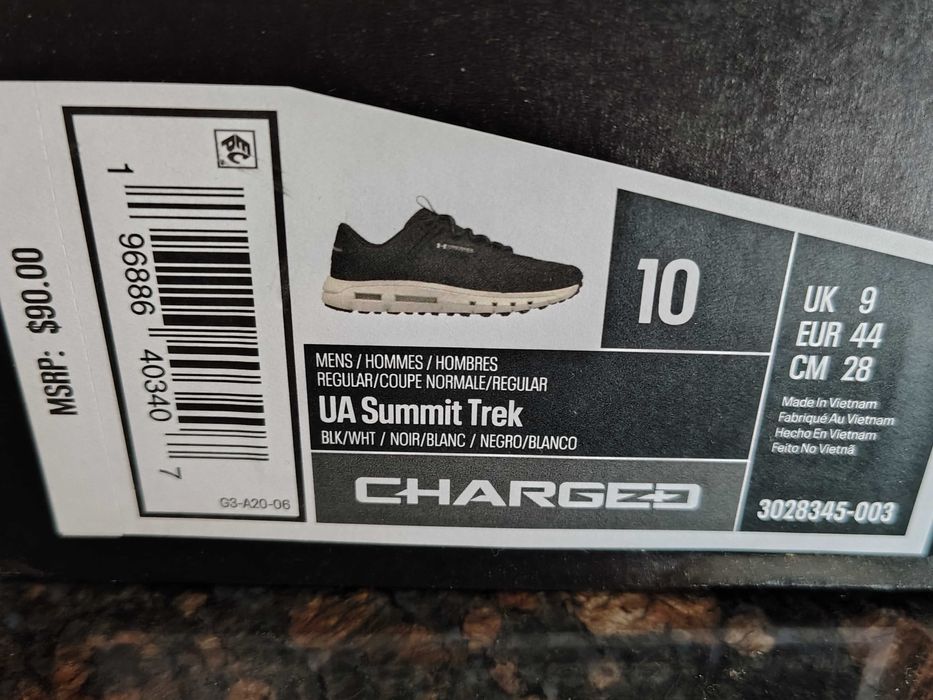 MSRP: $90.00
EPC
1 96886 40340 7
G3-A20-06
10
UK 9
EUR 44
CM 28
MENS / HOMMES / HOMBRES
REGULAR/COUPE NORMALE/REGULAR
UA Summit Trek
BLK/WHT / NOIR/BLANC / NEGRO/BLANCO
CHARGED
Made In Vietnam
Fabriqué Au Vietnam
Hecho En Vietnam
Feito No Vietnã
3028345-003